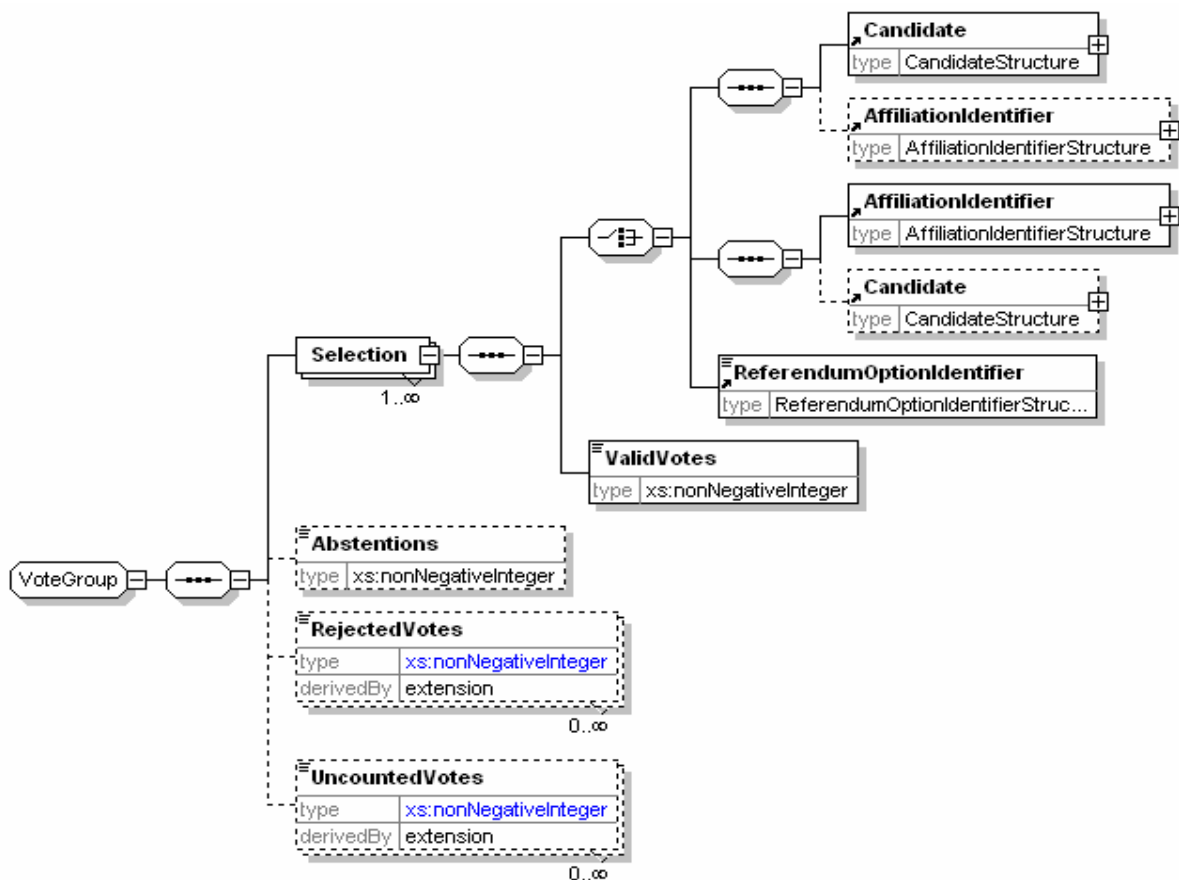 Candidate
type CandidateStructure
AffiliationIdentifier
type AffiliationIdentifierStructure
AffiliationIdentifier
type AffiliationIdentifierStructure
Candidate
type CandidateStructure
Selection
1..∞
ReferendumOptionIdentifier
type ReferendumOptionIdentifierStruc...
ValidVotes
type xs:nonNegativeInteger
VoteGroup
Abstentions
type xs:nonNegativeInteger
RejectedVotes
type xs:nonNegativeInteger
derivedBy extension
0..∞
UncountedVotes
type xs:nonNegativeInteger
derivedBy extension
0..∞